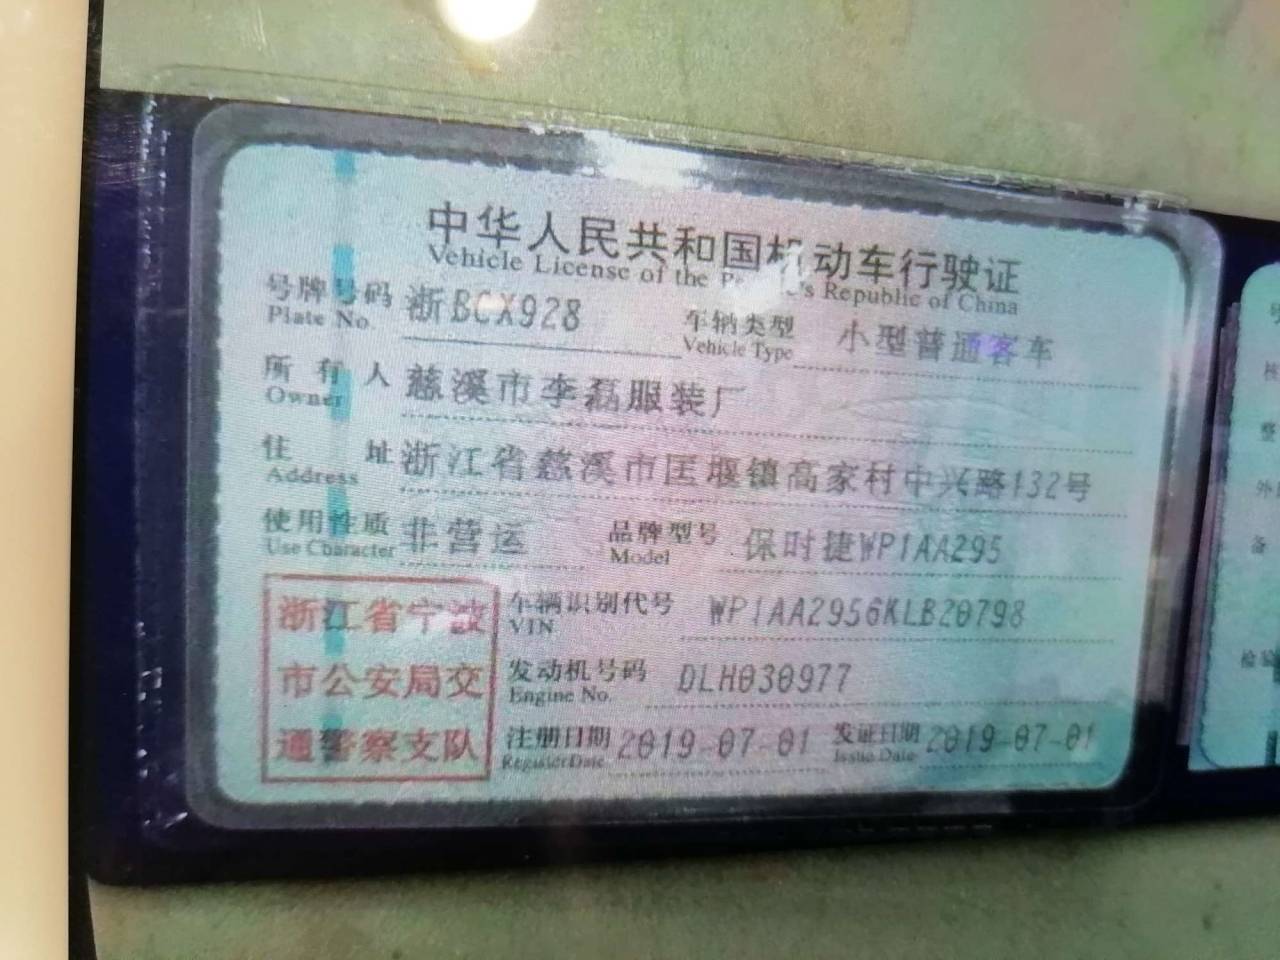 中华人民共和国机动车行驶证
Vehicle License of the People's Republic of China
号牌号码 浙BCX928 车辆类型 小型普通客车
Plate No. Vehicle Type
所有人 慈溪市李磊服装厂
Owner
住址 浙江省慈溪市匡堰镇高家村中兴路132号
Address
使用性质 非营运 品牌型号 保时捷WP1AA295
Use Character Model
浙江省宁波
市公安局交
通警察支队
车辆识别代号 WP1AA2956KLB20798
VIN
发动机号码 DLH030977
Engine No.
注册日期 2019-07-01 发证日期 2019-07-01
Register Date Issue Date
号
核
整
外
备
检验